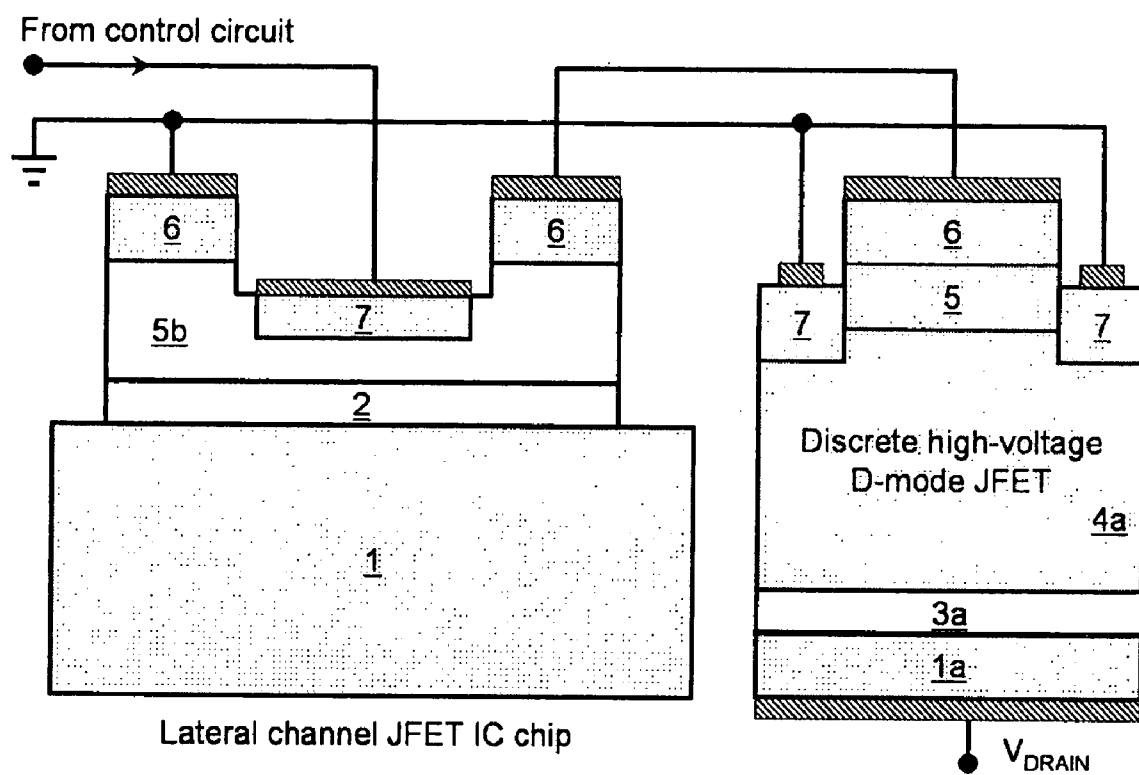 From control circuit
6
6
6
7
5
7
7
5b
2
Discrete high-voltage
D-mode JFET
4a
1
3a
1a
Lateral channel JFET IC chip
VDRAIN